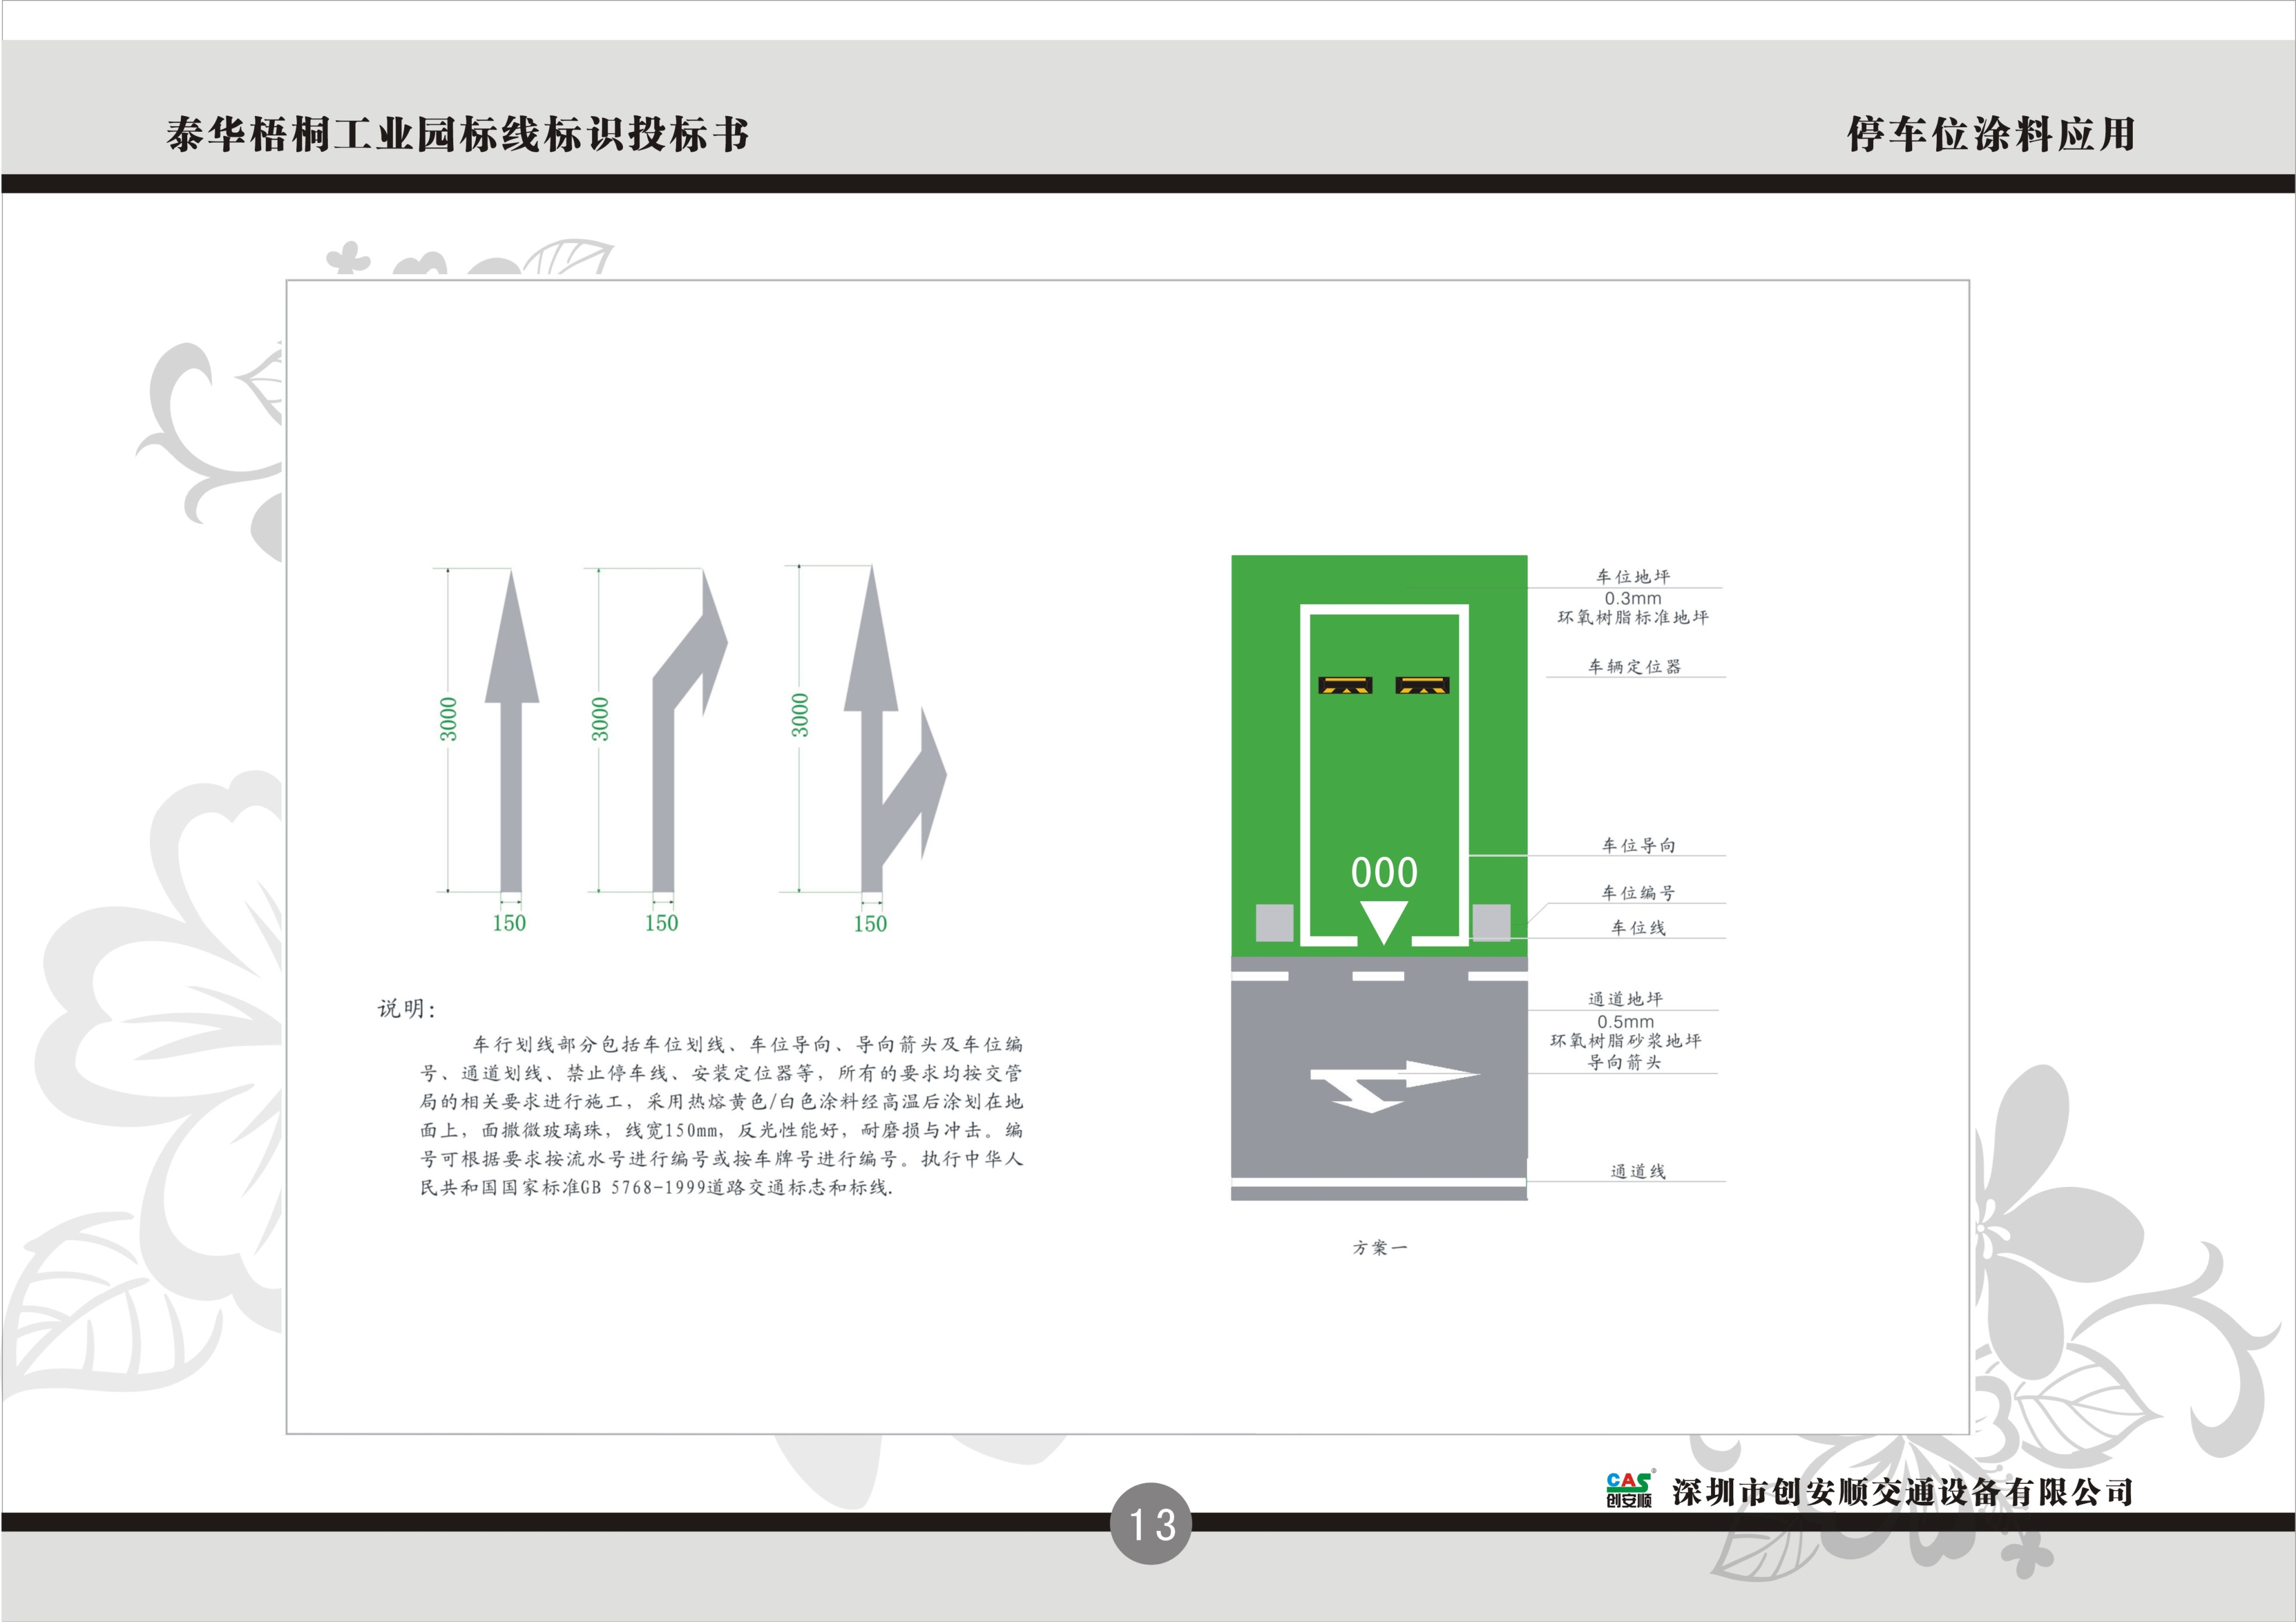 泰华梧桐工业园标线标识投标书
停车位涂料应用
3000
3000
3000
150
150
150
说明：
车行划线部分包括车位划线、车位导向、导向箭头及车位编
号、通道划线、禁止停车线、安装定位器等，所有的要求均按交管
局的相关要求进行施工，采用热熔黄色/白色涂料经高温后涂划在地
面上，面撒微玻璃珠，线宽150mm，反光性能好，耐磨损与冲击。编
号可根据要求按流水号进行编号或按车牌号进行编号。执行中华人
民共和国国家标准GB 5768-1999道路交通标志和标线.
000
车位地坪
0.3mm
环氧树脂标准地坪
车辆定位器
车位导向
车位编号
车位线
通道地坪
0.5mm
环氧树脂砂浆地坪
导向箭头
通道线
方案一
CAS®
创安顺
深圳市创安顺交通设备有限公司
13